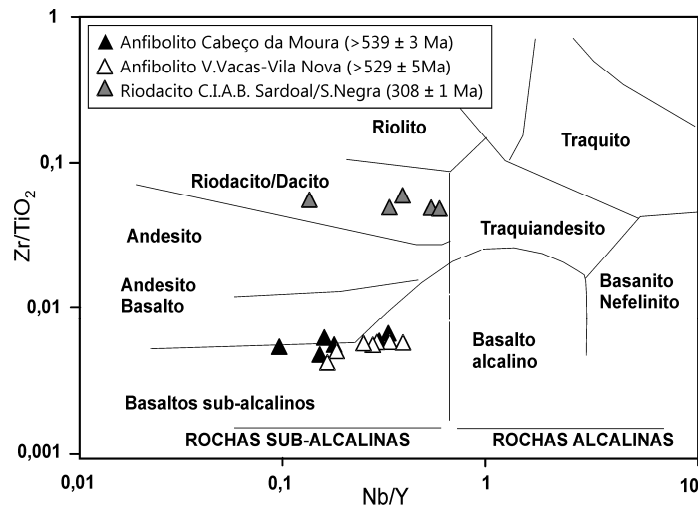 1
Anfibolito Cabeço da Moura (>539 ± 3 Ma)
Anfibolito V.Vacas-Vila Nova (>529 ± 5Ma)
Riodacito C.I.A.B. Sardoal/S.Negra (308 ± 1 Ma)
Riolito
Traquito
0,1
Riodacito/Dacito
Zr/TiO2
Andesito
Traquiandesito
Andesito
Basalto
Basanito
Nefelinito
0,01
Basalto
alcalino
Basaltos sub-alcalinos
ROCHAS SUB-ALCALINAS
ROCHAS ALCALINAS
0,001
0,01
0,1
1
10
Nb/Y